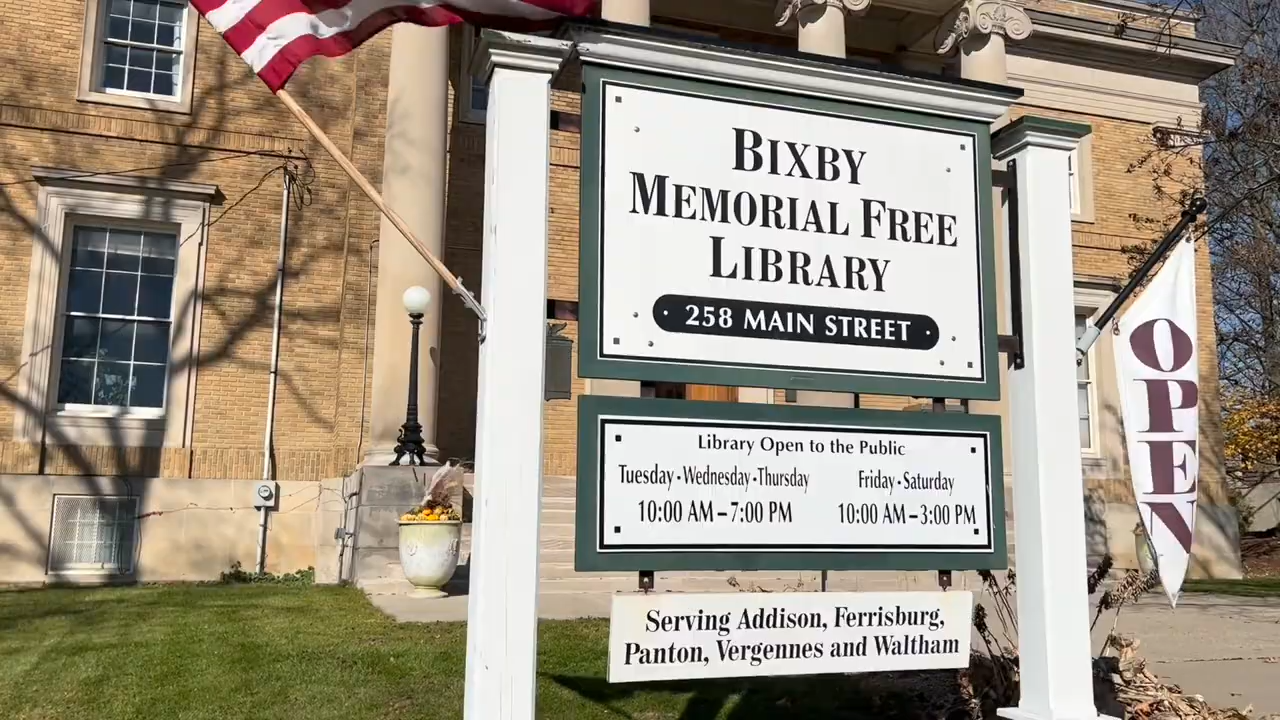 BIXBY
MEMORIAL FREE
LIBRARY
258 MAIN STREET
Library Open to the Public
Tuesday • Wednesday • Thursday
10:00 AM – 7:00 PM
Friday • Saturday
10:00 AM – 3:00 PM
Serving Addison, Ferrisburg,
Panton, Vergennes and Waltham
OPEN